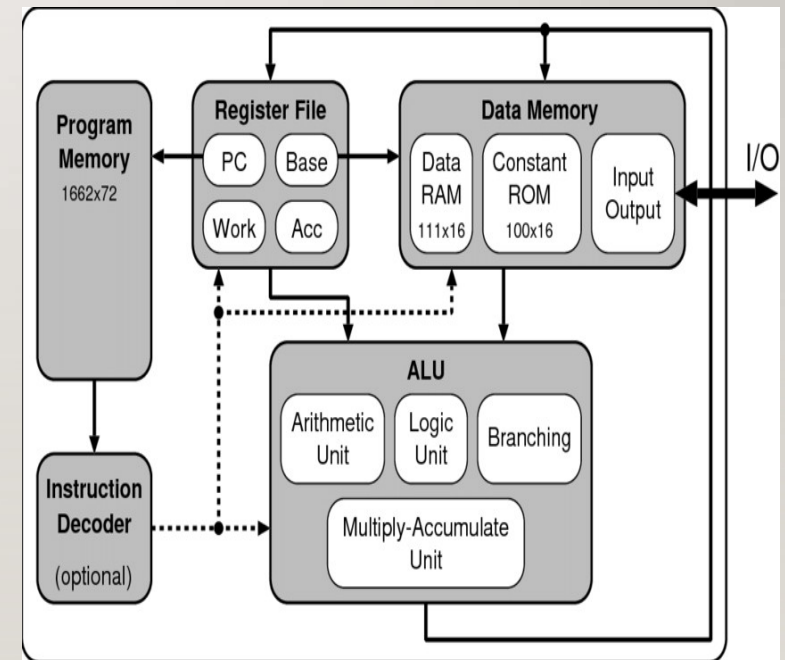 Program
Memory
1662x72
Register File
PC
Base
Work
Acc
Data Memory
Data
RAM
111x16
Constant
ROM
100x16
Input
Output
I/O
ALU
Arithmetic
Unit
Logic
Unit
Branching
Multiply-Accumulate
Unit
Instruction
Decoder
(optional)